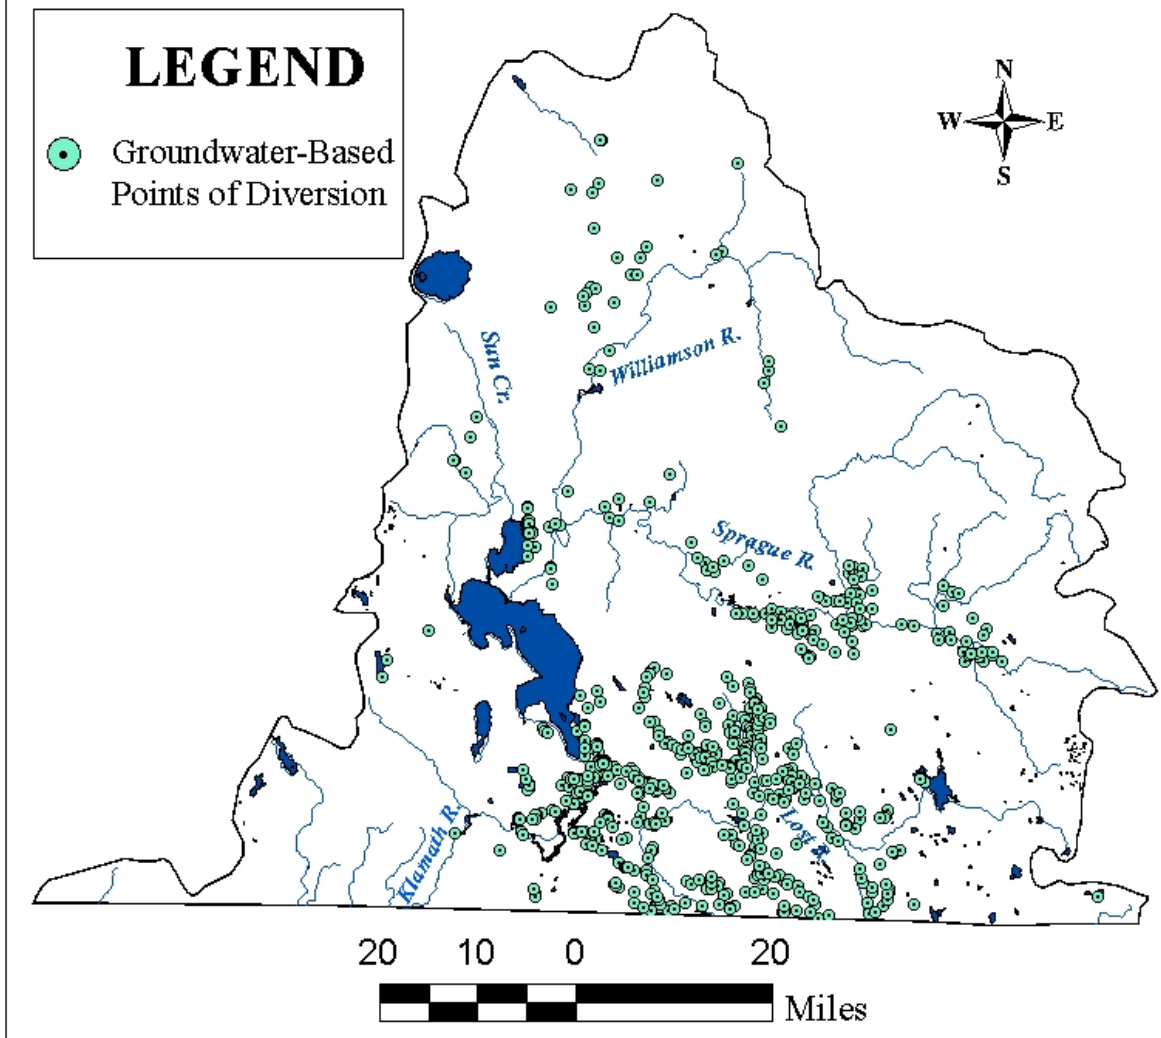 LEGEND
Groundwater-Based
Points of Diversion
N
W E
S
Sun Cr.
Williamson R.
Sprague R.
Lost R.
Klamath R.
20 10 0 20
Miles